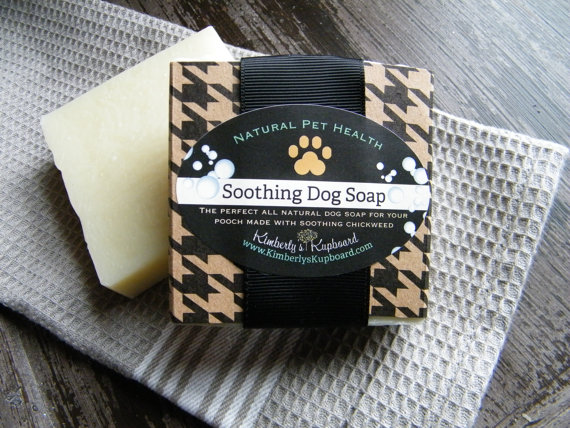 Natural Pet Health
Soothing Dog Soap
The perfect all natural dog soap for your
pooch made with soothing chickweed
Kimberly's Kupboard
www.KimberlysKupboard.com